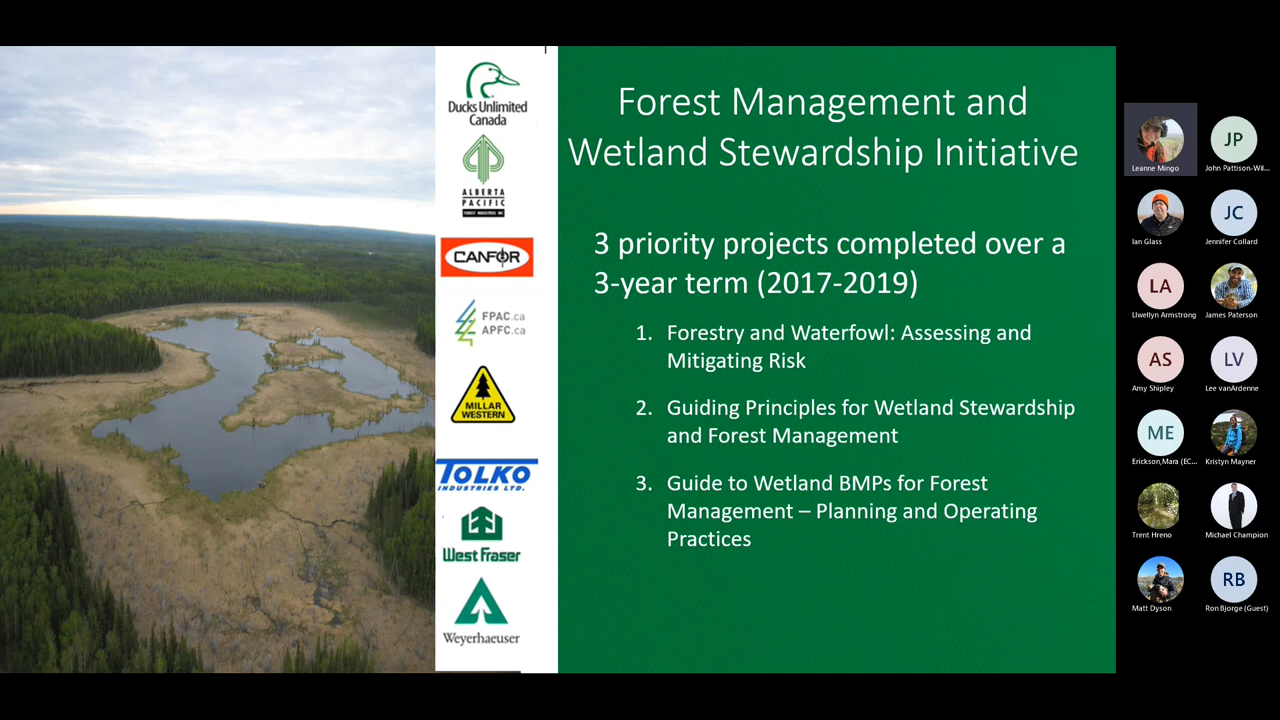 Ducks Unlimited
Canada
ALBERTA
PACIFIC
FOREST INDUSTRIES INC
CANFOR
FPAC.ca
APFC.ca
MILLAR
WESTERN
TOLKO
INDUSTRIES LTD.
West Fraser
Weyerhaeuser
Forest Management and
Wetland Stewardship Initiative
3 priority projects completed over a
3-year term (2017-2019)
1. Forestry and Waterfowl: Assessing and
Mitigating Risk
2. Guiding Principles for Wetland Stewardship
and Forest Management
3. Guide to Wetland BMPs for Forest
Management – Planning and Operating
Practices
Leanne Mingo
JP
John Pattison-Wil...
Ian Glass
JC
Jennifer Collard
LA
Llwellyn Armstrong
James Paterson
AS
Amy Shipley
LV
Lee vanArdenne
ME
Erickson,Mara (EC...
Kristyn Mayner
Trent Hreno
Michael Champion
Matt Dyson
RB
Ron Bjorge (Guest)